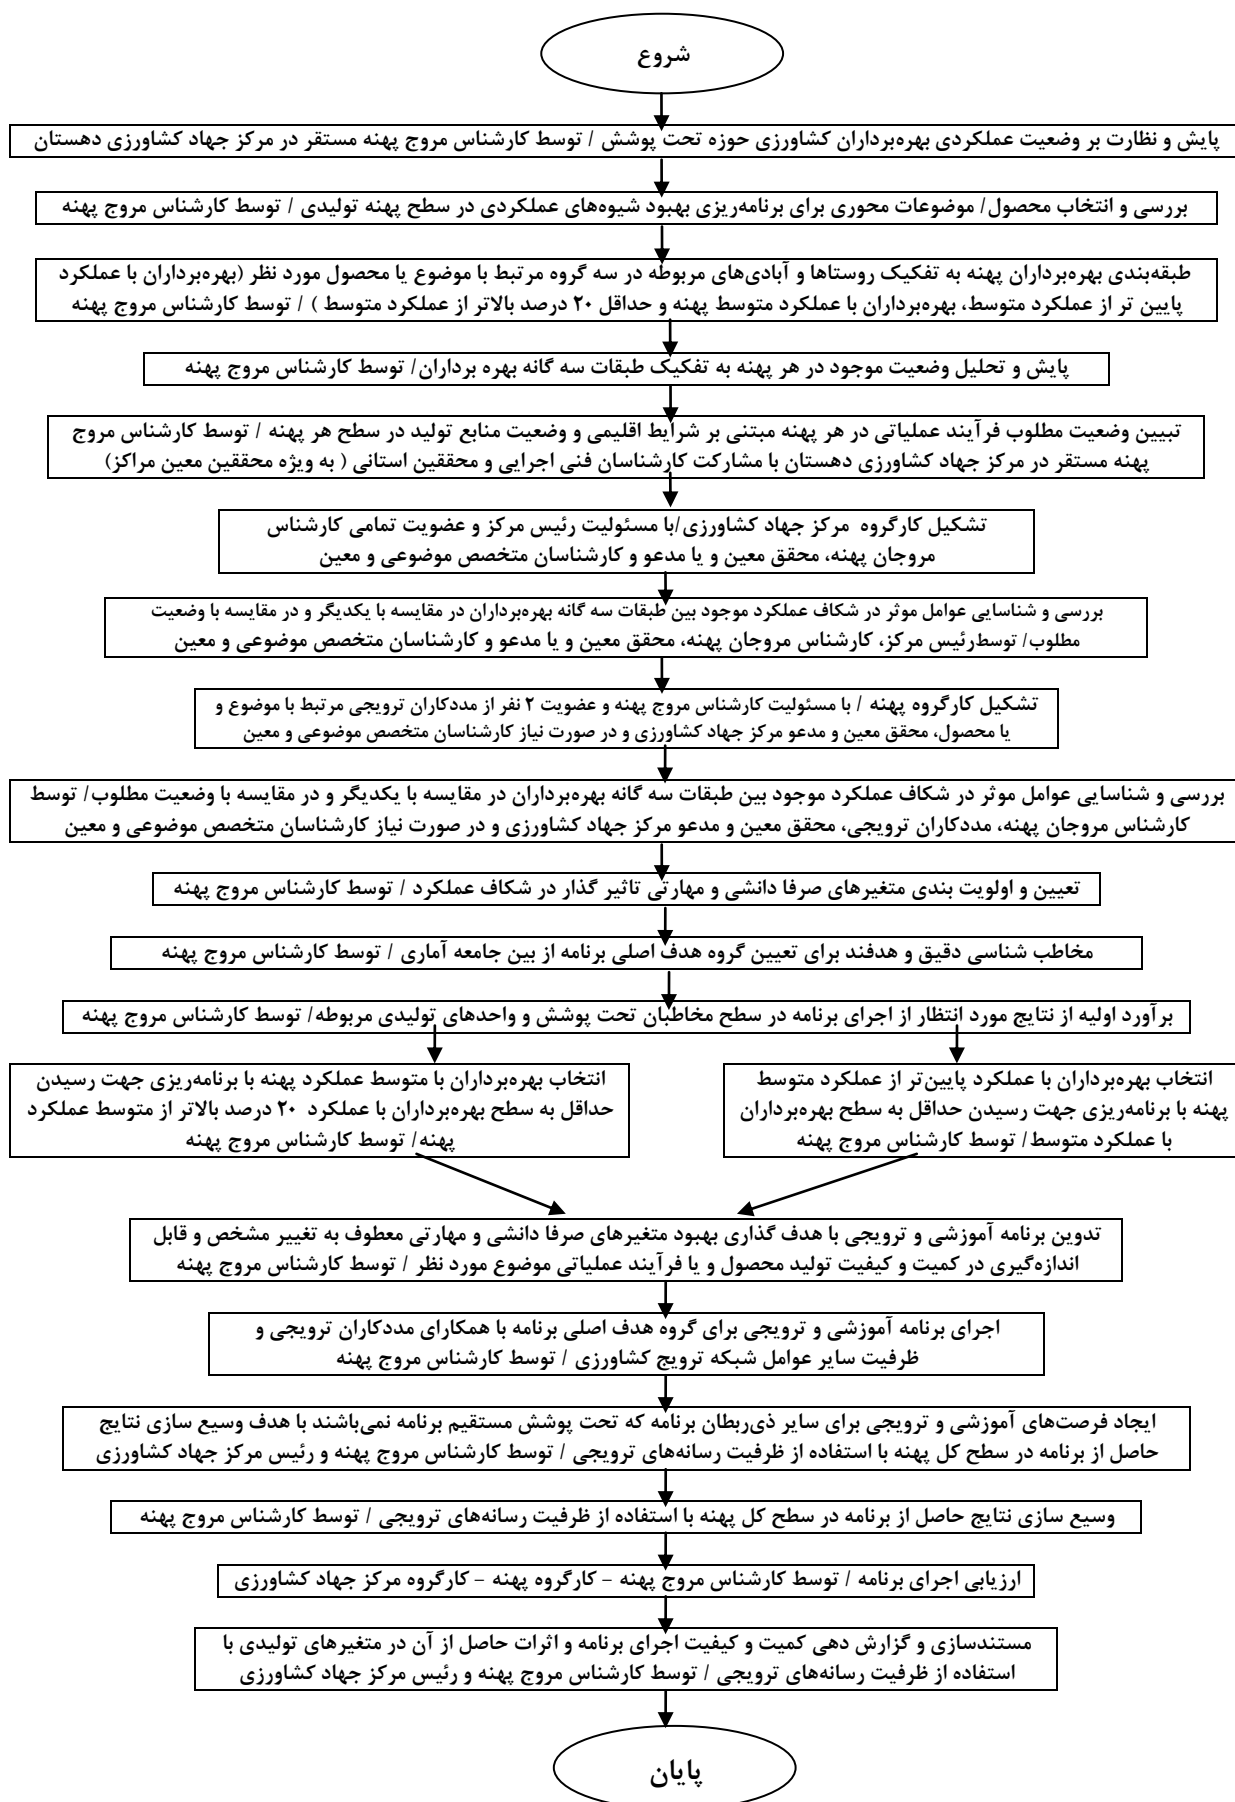 شروع
پایش و نظارت بر وضعیت عملکردی بهره‌برداران کشاورزی حوزه تحت پوشش / توسط کارشناس مروج پهنه مستقر در مرکز جهاد کشاورزی دهستان
بررسی و انتخاب محصول/ موضوعات محوری برای برنامه‌ریزی بهبود شیوه‌های عملکردی در سطح پهنه تولیدی / توسط کارشناس مروج پهنه
طبقه‌بندی بهره‌برداران پهنه به تفکیک روستاها و آبادی‌های مربوطه در سه گروه مرتبط با موضوع یا محصول مورد نظر (بهره‌برداران با عملکرد
پایین تر از عملکرد متوسط، بهره‌برداران با عملکرد متوسط پهنه و حداقل ۲۰ درصد بالاتر از عملکرد متوسط ) / توسط کارشناس مروج پهنه
پایش و تحلیل وضعیت موجود در هر پهنه به تفکیک طبقات سه گانه بهره برداران/ توسط کارشناس مروج پهنه
تبیین وضعیت مطلوب فرآیند عملیاتی در هر پهنه مبتنی بر شرایط اقلیمی و وضعیت منابع تولید در سطح هر پهنه / توسط کارشناس مروج
پهنه مستقر در مرکز جهاد کشاورزی دهستان با مشارکت کارشناسان فنی اجرایی و محققین استانی ( به ویژه محققین معین مراکز)
تشکیل کارگروه مرکز جهاد کشاورزی/با مسئولیت رئیس مرکز و عضویت تمامی کارشناس
مروجان پهنه، محقق معین و یا مدعو و کارشناسان متخصص موضوعی و معین
بررسی و شناسایی عوامل موثر در شکاف عملکرد موجود بین طبقات سه گانه بهره‌برداران در مقایسه با یکدیگر و در مقایسه با وضعیت
مطلوب/ توسط رئیس مرکز، کارشناس مروجان پهنه، محقق معین و یا مدعو و کارشناسان متخصص موضوعی و معین
تشکیل کارگروه پهنه / با مسئولیت کارشناس مروج پهنه و عضویت ۲ نفر از مددکاران ترویجی مرتبط با موضوع و
یا محصول، محقق معین و مدعو مرکز جهاد کشاورزی و در صورت نیاز کارشناسان متخصص موضوعی و معین
بررسی و شناسایی عوامل موثر در شکاف عملکرد موجود بین طبقات سه گانه بهره‌برداران در مقایسه با یکدیگر و در مقایسه با وضعیت مطلوب/ توسط
کارشناس مروجان پهنه، مددکاران ترویجی، محقق معین و مدعو مرکز جهاد کشاورزی و در صورت نیاز کارشناسان متخصص موضوعی و معین
تعیین و اولویت بندی متغیرهای صرفا دانشی و مهارتی تاثیر گذار در شکاف عملکرد / توسط کارشناس مروج پهنه
مخاطب شناسی دقیق و هدفند برای تعیین گروه هدف اصلی برنامه از بین جامعه آماری / توسط کارشناس مروج پهنه
برآورد اولیه از نتایج مورد انتظار از اجرای برنامه در سطح مخاطبان تحت پوشش و واحدهای تولیدی مربوطه/ توسط کارشناس مروج پهنه
انتخاب بهره‌برداران با عملکرد پایین‌تر از عملکرد متوسط
پهنه با برنامه‌ریزی جهت رسیدن حداقل به سطح بهره‌برداران
با عملکرد متوسط/ توسط کارشناس مروج پهنه
انتخاب بهره‌برداران با متوسط عملکرد پهنه با برنامه‌ریزی جهت رسیدن
حداقل به سطح بهره‌برداران با عملکرد ۲۰ درصد بالاتر از متوسط عملکرد
پهنه/ توسط کارشناس مروج پهنه
تدوین برنامه آموزشی و ترویجی با هدف گذاری بهبود متغیرهای صرفا دانشی و مهارتی معطوف به تغییر مشخص و قابل
اندازه‌گیری در کمیت و کیفیت تولید محصول و یا فرآیند عملیاتی موضوع مورد نظر / توسط کارشناس مروج پهنه
اجرای برنامه آموزشی و ترویجی برای گروه هدف اصلی برنامه با همکارای مددکاران ترویجی و
ظرفیت سایر عوامل شبکه ترویج کشاورزی / توسط کارشناس مروج پهنه
ایجاد فرصت‌های آموزشی و ترویجی برای سایر ذی‌ربطان برنامه که تحت پوشش مستقیم برنامه نمی‌باشند با هدف وسیع سازی نتایج
حاصل از برنامه در سطح کل پهنه با استفاده از ظرفیت رسانه‌های ترویجی / توسط کارشناس مروج پهنه و رئیس مرکز جهاد کشاورزی
وسیع سازی نتایج حاصل از برنامه در سطح کل پهنه با استفاده از ظرفیت رسانه‌های ترویجی / توسط کارشناس مروج پهنه
ارزیابی اجرای برنامه / توسط کارشناس مروج پهنه – کارگروه پهنه – کارگروه مرکز جهاد کشاورزی
مستندسازی و گزارش دهی کمیت و کیفیت اجرای برنامه و اثرات حاصل از آن در متغیرهای تولیدی با
استفاده از ظرفیت رسانه‌های ترویجی / توسط کارشناس مروج پهنه و رئیس مرکز جهاد کشاورزی
پایان